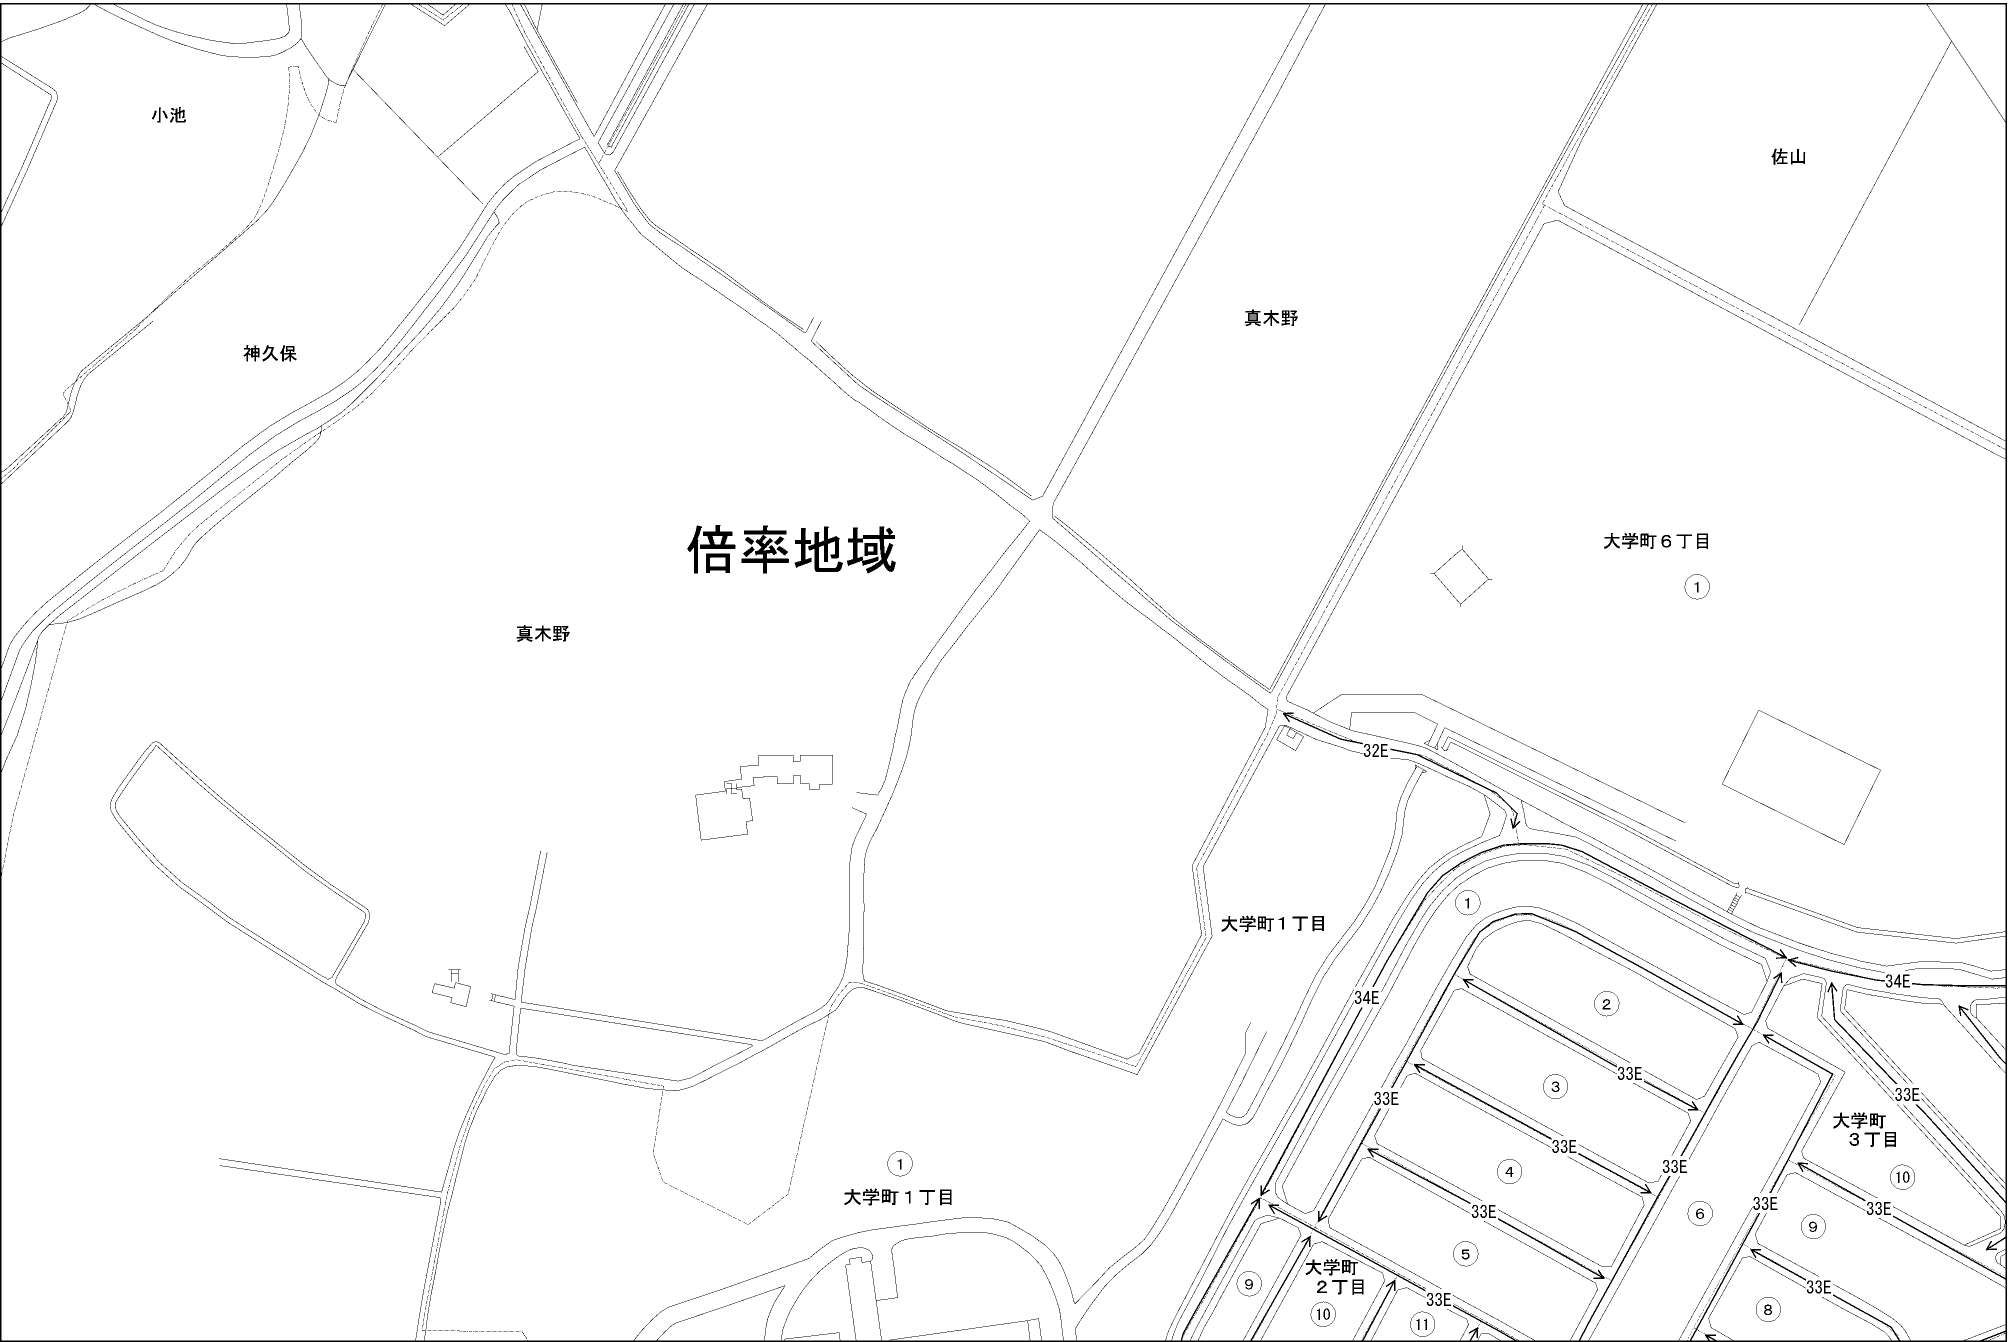 小池
佐山
真木野
神久保
倍率地域
大学町６丁目
①
真木野
32E
①
大学町１丁目
34E
34E
②
33E
③
33E
33E
大学町
３丁目
33E
④
33E
⑩
①
大学町１丁目
33E
33E
33E
⑥
33E
⑨
⑤
大学町
２丁目
⑨
33E
33E
⑩
⑪
⑧